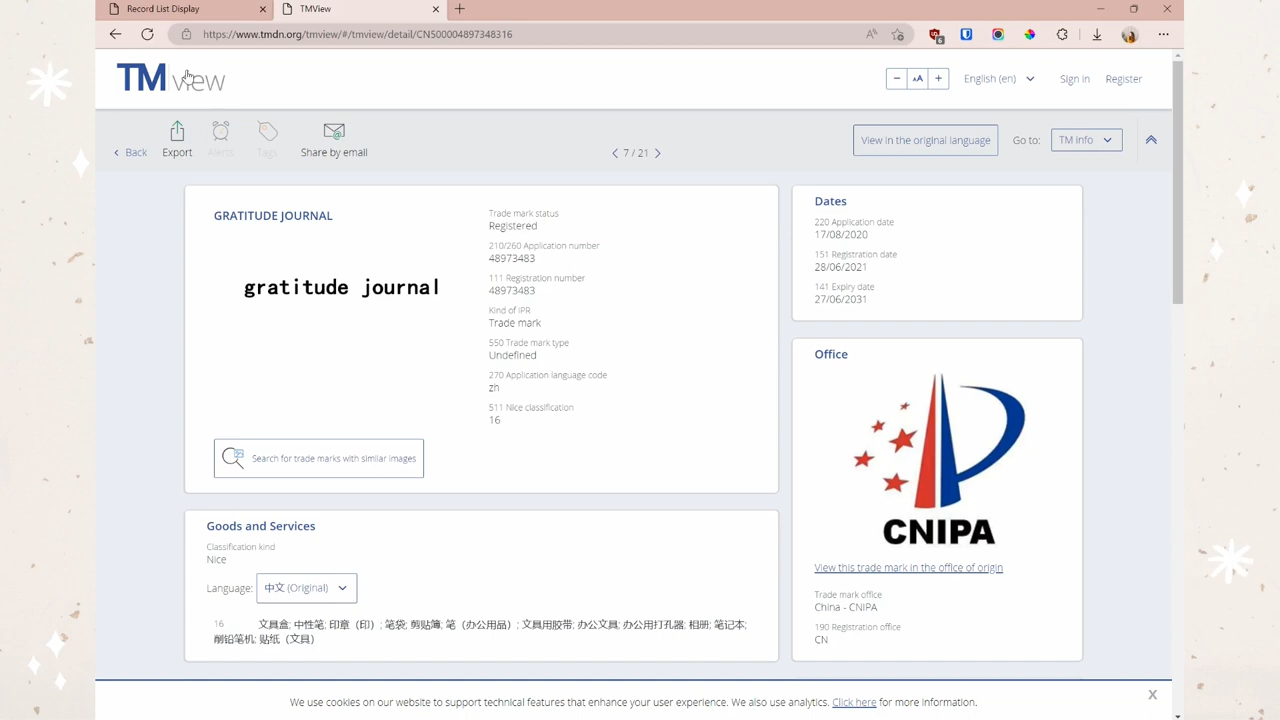 Record List Display
TMView
https://www.tmdn.org/tmview/#/tmview/detail/CN500004897348316
6
TM view
AA
English (en)
Sign in
Register
Back
Export
Alerts
Tags
Share by email
7 / 21
View in the original language
Go to:
TM info
GRATITUDE JOURNAL
gratitude journal
Search for trade marks with similar images
Trade mark status
Registered
210/260 Application number
48973483
111 Registration number
48973483
Kind of IPR
Trade mark
550 Trade mark type
Undefined
270 Application language code
zh
511 Nice classification
16
Dates
220 Application date
17/08/2020
151 Registration date
28/06/2021
141 Expiry date
27/06/2031
Goods and Services
Classification kind
Nice
Language: 中文 (Original)
16 文具盒; 中性笔; 印章（印）; 笔袋; 剪贴簿; 笔（办公用品）; 文具用胶带; 办公文具; 办公用打孔器; 相册; 笔记本;
削铅笔机; 贴纸（文具）
Office
CNIPA
View this trade mark in the office of origin
Trade mark office
China - CNIPA
190 Registration office
CN
We use cookies on our website to support technical features that enhance your user experience. We also use analytics. Click here for more information.
X